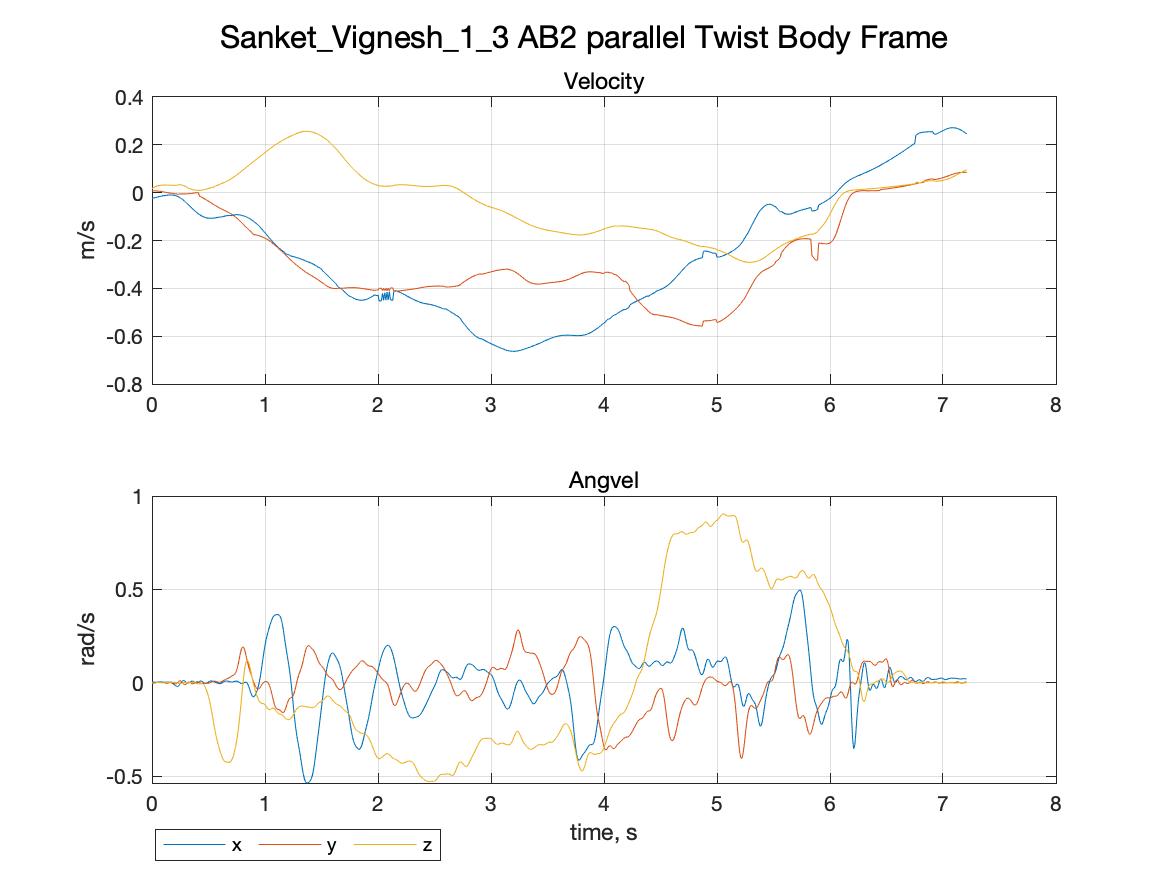 Sanket_Vignesh_1_3 AB2 parallel Twist Body Frame
Velocity
0.4
0.2
0
-0.2
-0.4
-0.6
-0.8
m/s
0 1 2 3 4 5 6 7 8
Angvel
1
0.5
0
-0.5
rad/s
0 1 2 3 4 5 6 7 8
time, s
x y z